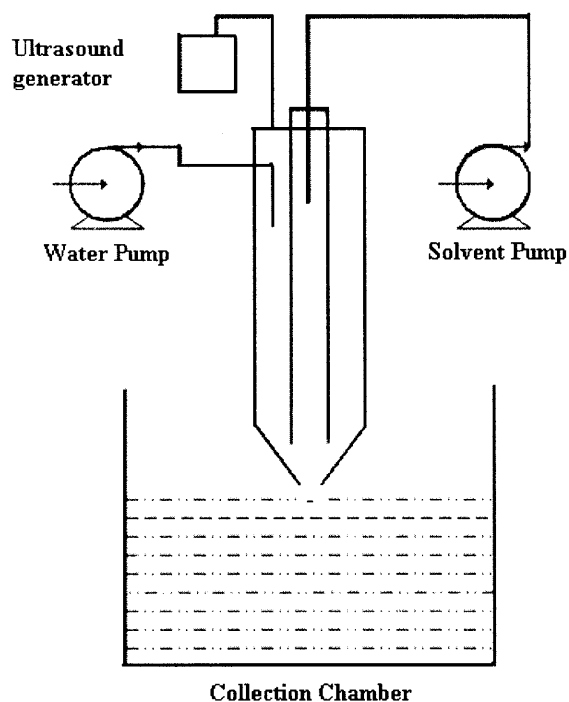 Ultrasound
generator
Water Pump
Solvent Pump
Collection Chamber